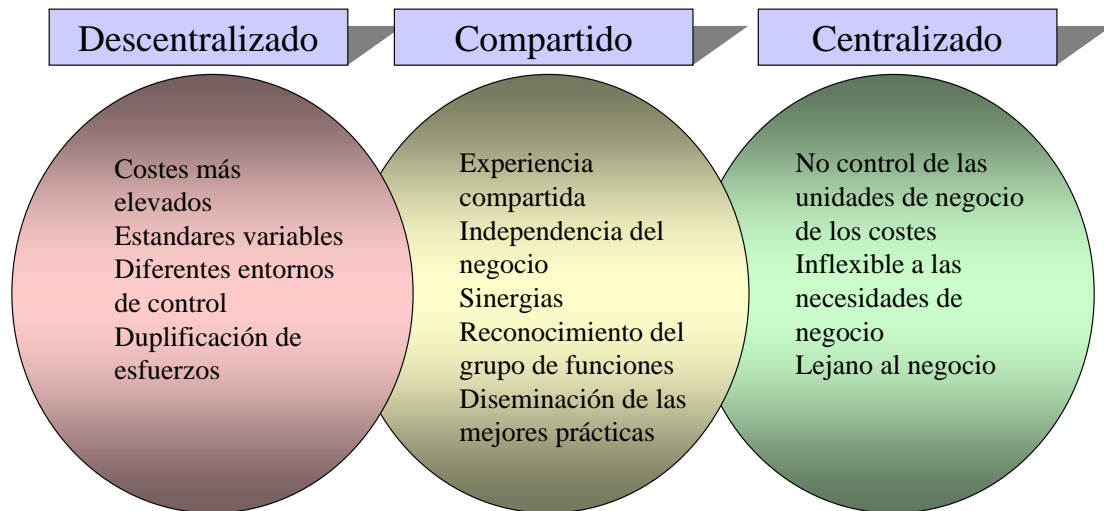 Descentralizado
Compartido
Centralizado
Costes más
elevados
Estandares variables
Diferentes entornos
de control
Duplificación de
esfuerzos
Experiencia
compartida
Independencia del
negocio
Sinergias
Reconocimiento del
grupo de funciones
Diseminación de las
mejores prácticas
No control de las
unidades de negocio
de los costes
Inflexible a las
necesidades de
negocio
Lejano al negocio